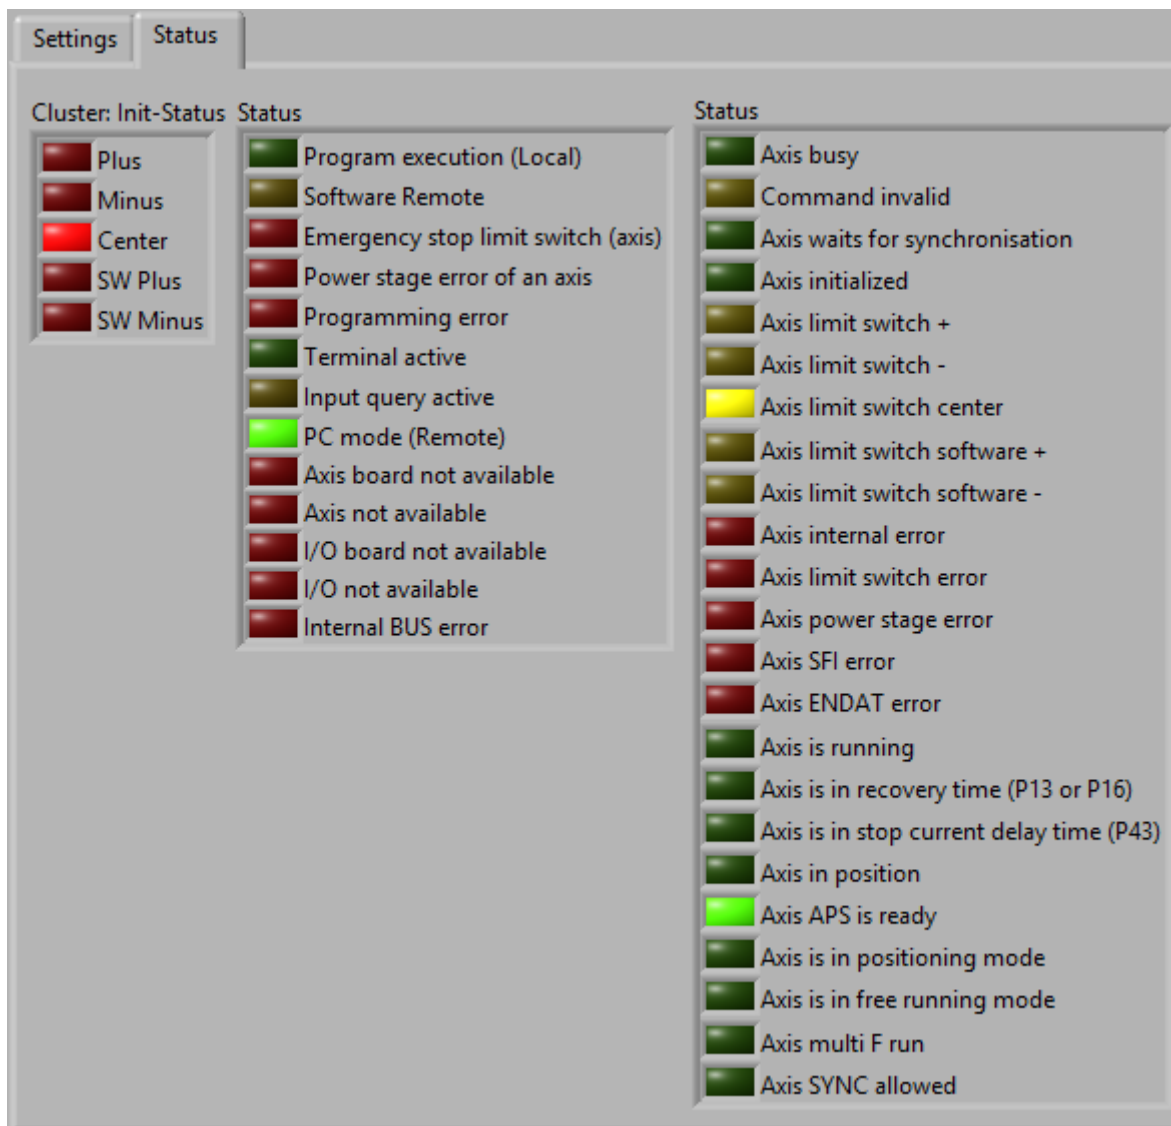 Settings
Status
Cluster: Init-Status
Plus
Minus
Center
SW Plus
SW Minus
Status
Program execution (Local)
Software Remote
Emergency stop limit switch (axis)
Power stage error of an axis
Programming error
Terminal active
Input query active
PC mode (Remote)
Axis board not available
Axis not available
I/O board not available
I/O not available
Internal BUS error
Status
Axis busy
Command invalid
Axis waits for synchronisation
Axis initialized
Axis limit switch +
Axis limit switch -
Axis limit switch center
Axis limit switch software +
Axis limit switch software -
Axis internal error
Axis limit switch error
Axis power stage error
Axis SFI error
Axis ENDAT error
Axis is running
Axis is in recovery time (P13 or P16)
Axis is in stop current delay time (P43)
Axis in position
Axis APS is ready
Axis is in positioning mode
Axis is in free running mode
Axis multi F run
Axis SYNC allowed